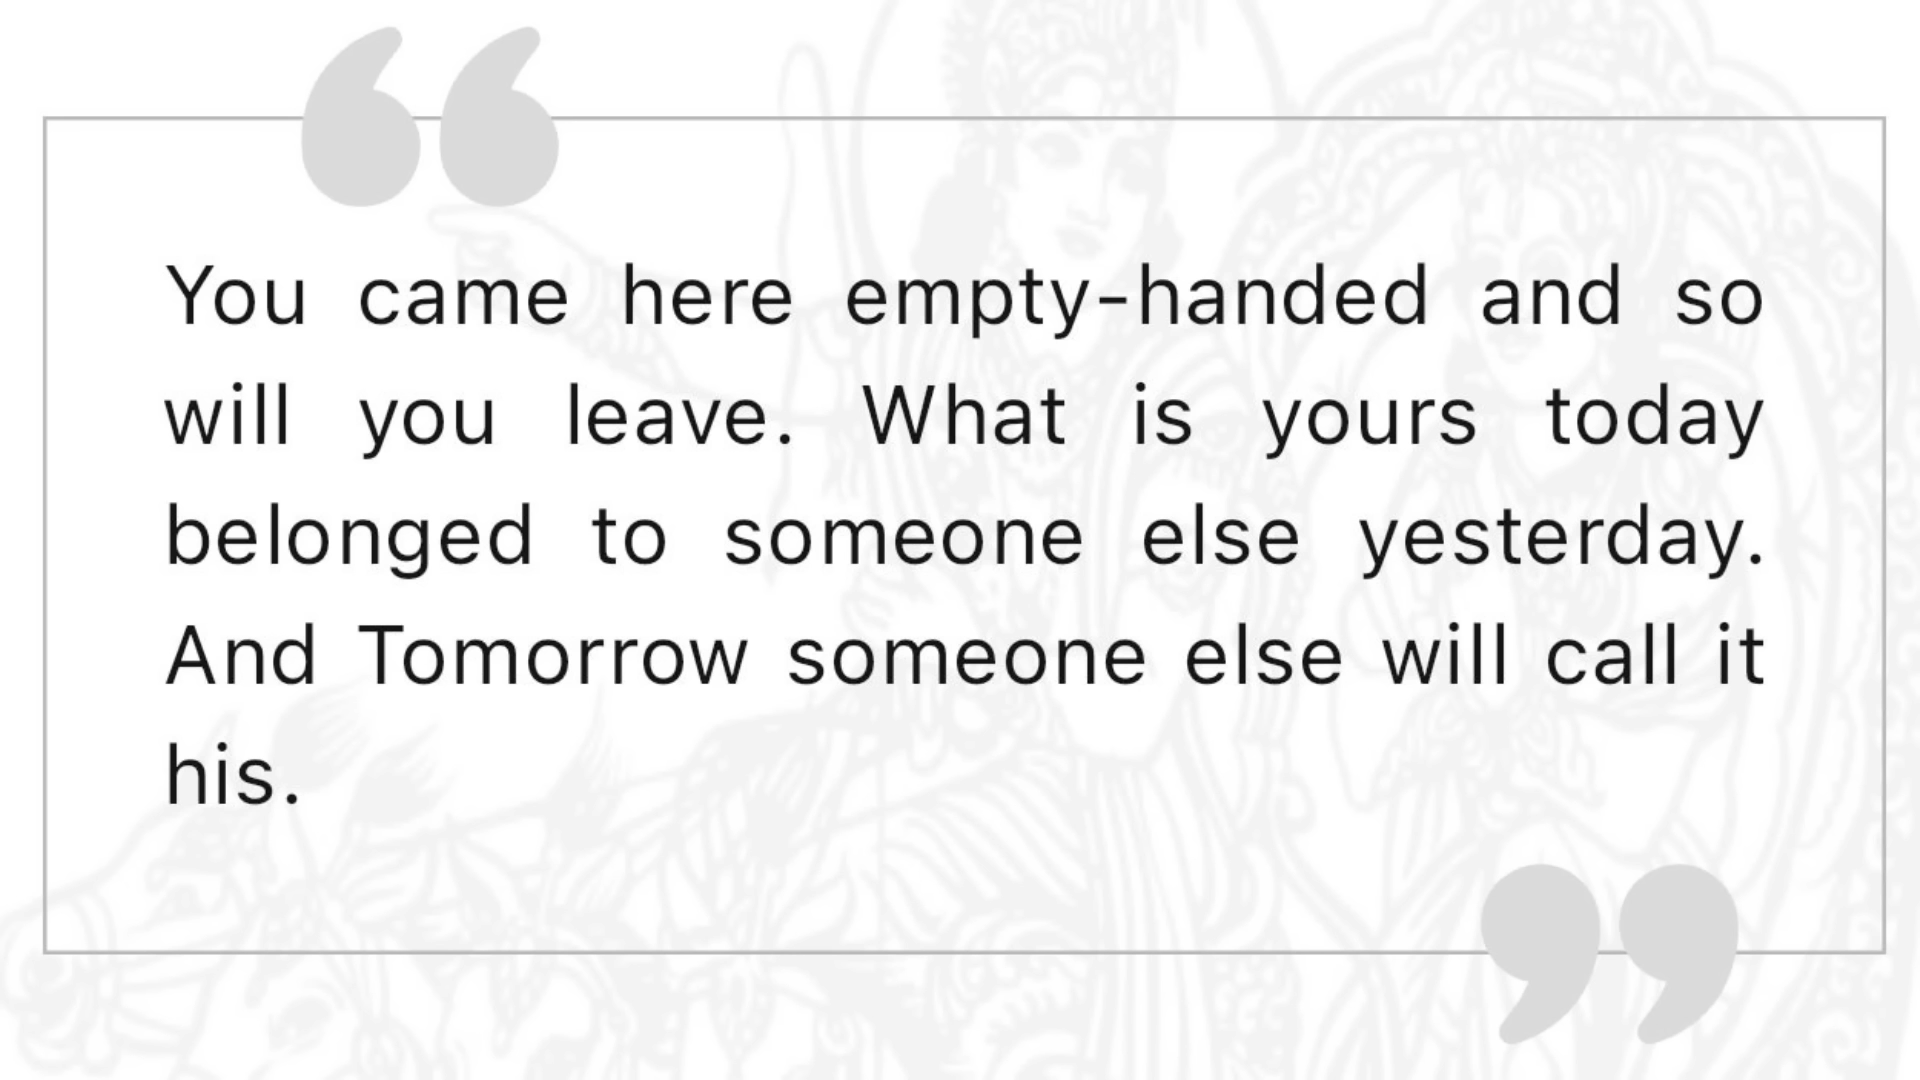 You came here empty-handed and so
will you leave. What is yours today
belonged to someone else yesterday.
And Tomorrow someone else will call it
his.